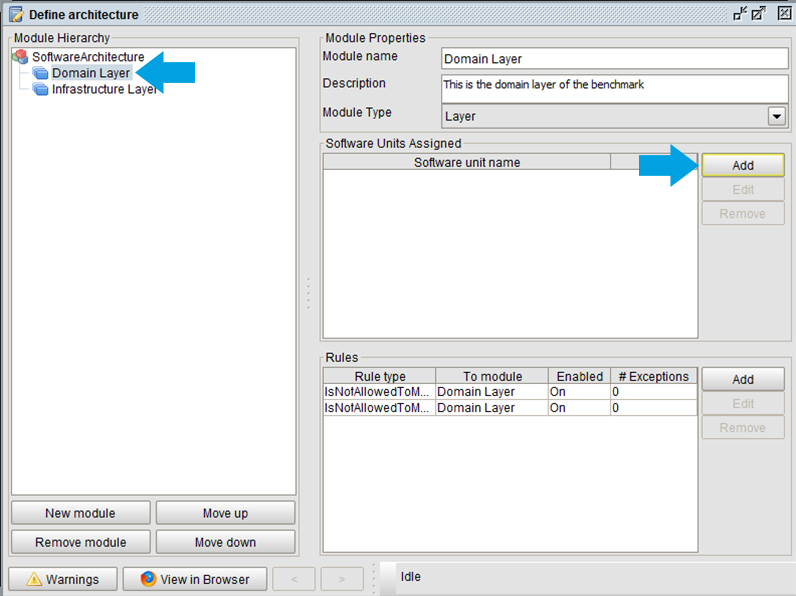 Define architecture
Module Hierarchy
SoftwareArchitecture
Domain Layer
Infrastructure Layer
New module
Move up
Remove module
Move down
Module Properties
Module name
Domain Layer
Description
This is the domain layer of the benchmark
Module Type
Layer
Software Units Assigned
Software unit name
Add
Edit
Remove
Rules
Rule type To module Enabled # Exceptions
IsNotAllowedToM... Domain Layer On 0
IsNotAllowedToM... Domain Layer On 0
Add
Edit
Remove
Warnings
View in Browser
< >
Idle